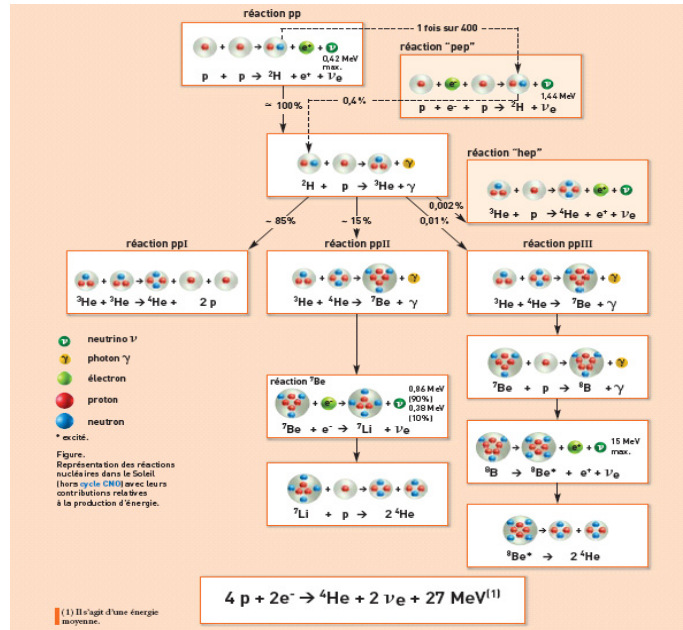 réaction pp
p + p → ²H + e⁺ + νe
0,42 MeV
max.
1 fois sur 400
réaction "pep"
p + e⁻ + p → ²H + νe
1,44 MeV
≃ 100%
0,4%
²H + p → ³He + γ
réaction "hep"
³He + p → ⁴He + e⁺ + νe
0,002%
~ 85%
~ 15%
0,01%
réaction ppI
³He + ³He → ⁴He + 2 p
réaction ppII
³He + ⁴He → ⁷Be + γ
réaction ppIII
³He + ⁴He → ⁷Be + γ
neutrino ν
photon γ
électron
proton
neutron
* excité.
Figure.
Représentation des réactions
nucléaires dans le Soleil
(hors cycle CNO) avec leurs
contributions relatives
à la production d'énergie.
réaction ⁷Be
0,86 MeV
(90%)
0,38 MeV
(10%)
⁷Be + e⁻ → ⁷Li + νe
⁷Li + p → 2 ⁴He
⁷Be + p → ⁸B + γ
15 MeV
max.
⁸B → ⁸Be* + e⁺ + νe
⁸Be* → 2 ⁴He
4 p + 2e⁻ → ⁴He + 2 νe + 27 MeV⁽¹⁾
(1) Il s'agit d'une énergie
moyenne.